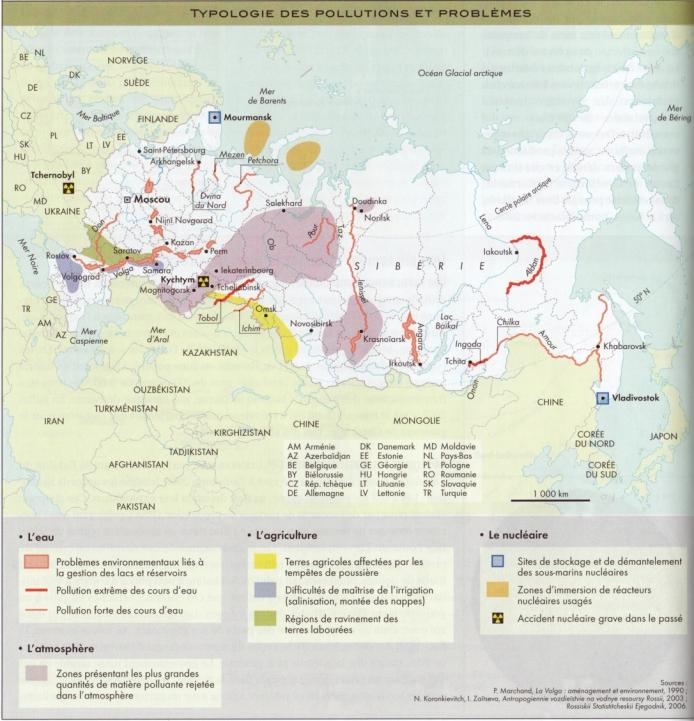 TYPOLOGIE DES POLLUTIONS ET PROBLÈMES
BE NL
NORVÈGE
Océan Glacial arctique
DK
SUÈDE
DE
Mer de Barents
Mer de Béring
CZ
Mer Baltique
FINLANDE
Mourmansk
PL
EE
SK
LT LV
HU
Saint-Pétersbourg
Mezen
Petchora
Tchernobyl
BY
Arkhangelsk
Cercle polaire arctique
RO
Moscou
Dvina du Nord
Salekhard
Doudinka
MD
Norilsk
UKRAINE
Don
Nijni Novgorod
Pour
Taz
Lena
Mer Noire
Kazan
Ob
Iakoutsk
Rostov
Saratov
Perm
SIBÉRIE
Aldan
Volgograd
Volga
Samara
Iekaterinbourg
Kychtym
Ienisseï
TR
GE
Magnitogorsk
Tcheliabinsk
50° N
AM
Tobol
Omsk
Lac Baïkal
Chilka
AZ
Mer Caspienne
Mer d'Aral
Ichim
Novosibirsk
Krasnoïarsk
Angara
Ingoda
Amour
Khabarovsk
KAZAKHSTAN
Irkoutsk
Tchita
Onon
OUZBÉKISTAN
CHINE
Vladivostok
TURKMÉNISTAN
MONGOLIE
IRAN
KIRGHIZISTAN
CHINE
CORÉE DU NORD
JAPON
TADJIKISTAN
AFGHANISTAN
CORÉE DU SUD
PAKISTAN
AM Arménie DK Danemark MD Moldavie
AZ Azerbaïdjan EE Estonie NL Pays-Bas
BE Belgique GE Géorgie PL Pologne
BY Biélorussie HU Hongrie RO Roumanie
CZ Rép. tchèque LT Lituanie SK Slovaquie
DE Allemagne LV Lettonie TR Turquie
1 000 km
• L'eau
Problèmes environnementaux liés à
la gestion des lacs et réservoirs
Pollution extrême des cours d'eau
Pollution forte des cours d'eau
• L'atmosphère
Zones présentant les plus grandes
quantités de matière polluante rejetée
dans l'atmosphère
• L'agriculture
Terres agricoles affectées par les
tempêtes de poussière
Difficultés de maîtrise de l'irrigation
(salinisation, montée des nappes)
Régions de ravinement des
terres labourées
• Le nucléaire
Sites de stockage et de démantèlement
des sous-marins nucléaires
Zones d'immersion de réacteurs
nucléaires usagés
Accident nucléaire grave dans le passé
Sources :
P. Marchand, La Volga : aménagement et environnement, 1990 ;
N. Koronkievitch, I. Zaïtseva, Antropogennie vozdieïstvie na vodnye resoursy Rossii, 2003 ;
Rossiskii Statistitcheskii Ejegodnik, 2006.